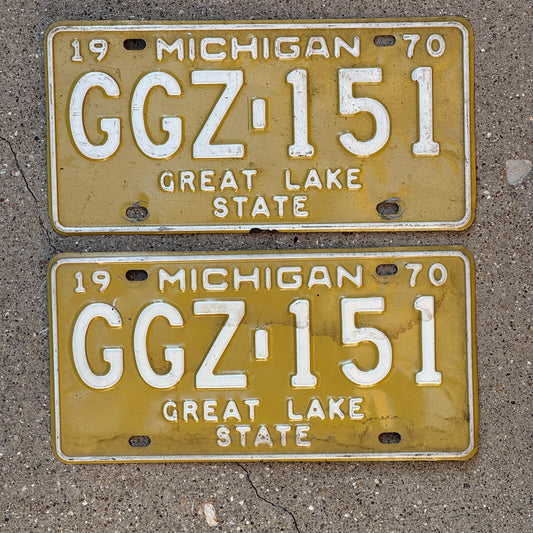 19 MICHIGAN 70
GGZ-151
GREAT LAKE
STATE
19 MICHIGAN 70
GGZ-151
GREAT LAKE
STATE